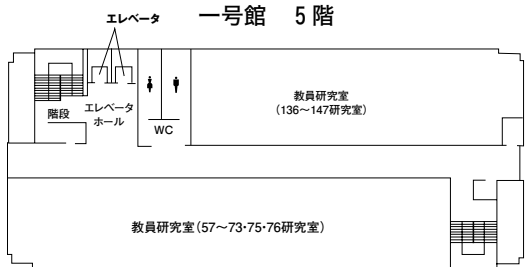 一号館 5階
エレベータ
階段
エレベータ
ホール
WC
教員研究室
(136～147研究室)
教員研究室(57～73･75･76研究室)